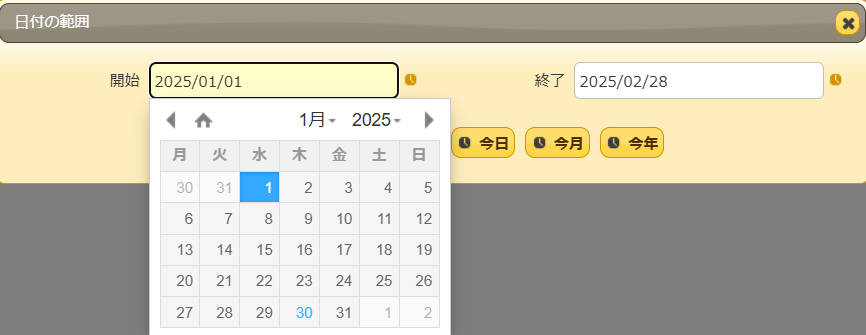 日付の範囲
開始 2025/01/01 終了 2025/02/28
1月 2025
今日 今月 今年
月 火 水 木 金 土 日
30 31 1 2 3 4 5
6 7 8 9 10 11 12
13 14 15 16 17 18 19
20 21 22 23 24 25 26
27 28 29 30 31 1 2